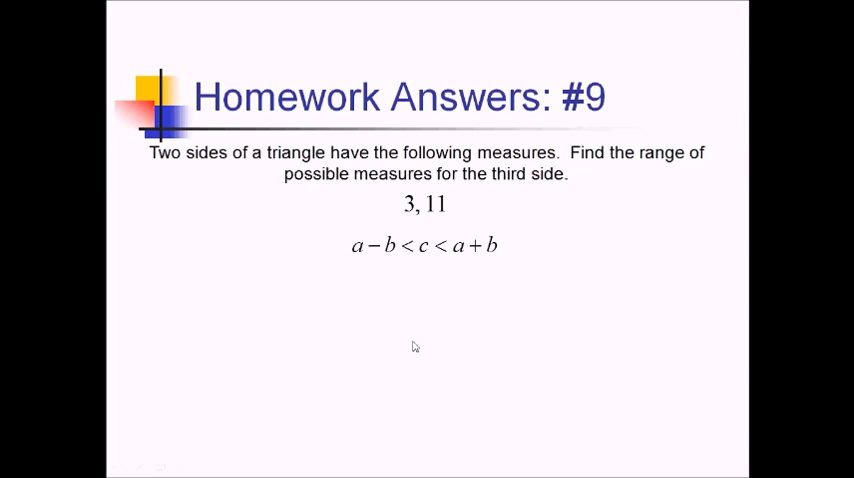 Homework Answers: #9
Two sides of a triangle have the following measures. Find the range of
possible measures for the third side.
3, 11
a − b < c < a + b